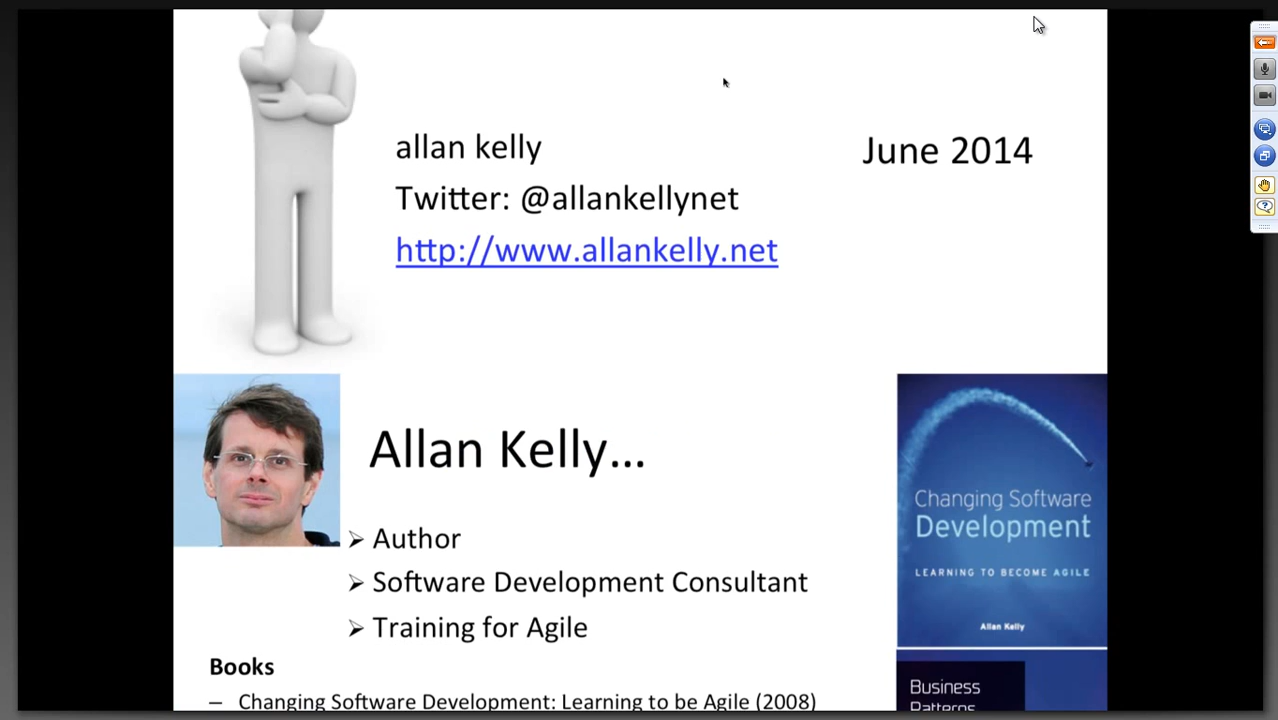 allan kelly
June 2014
Twitter: @allankellynet
http://www.allankelly.net
Allan Kelly...
Changing Software
Development
LEARNING TO BECOME AGILE
Allan Kelly
➢ Author
➢ Software Development Consultant
➢ Training for Agile
Books
– Changing Software Development: Learning to be Agile (2008)
Business
Patterns